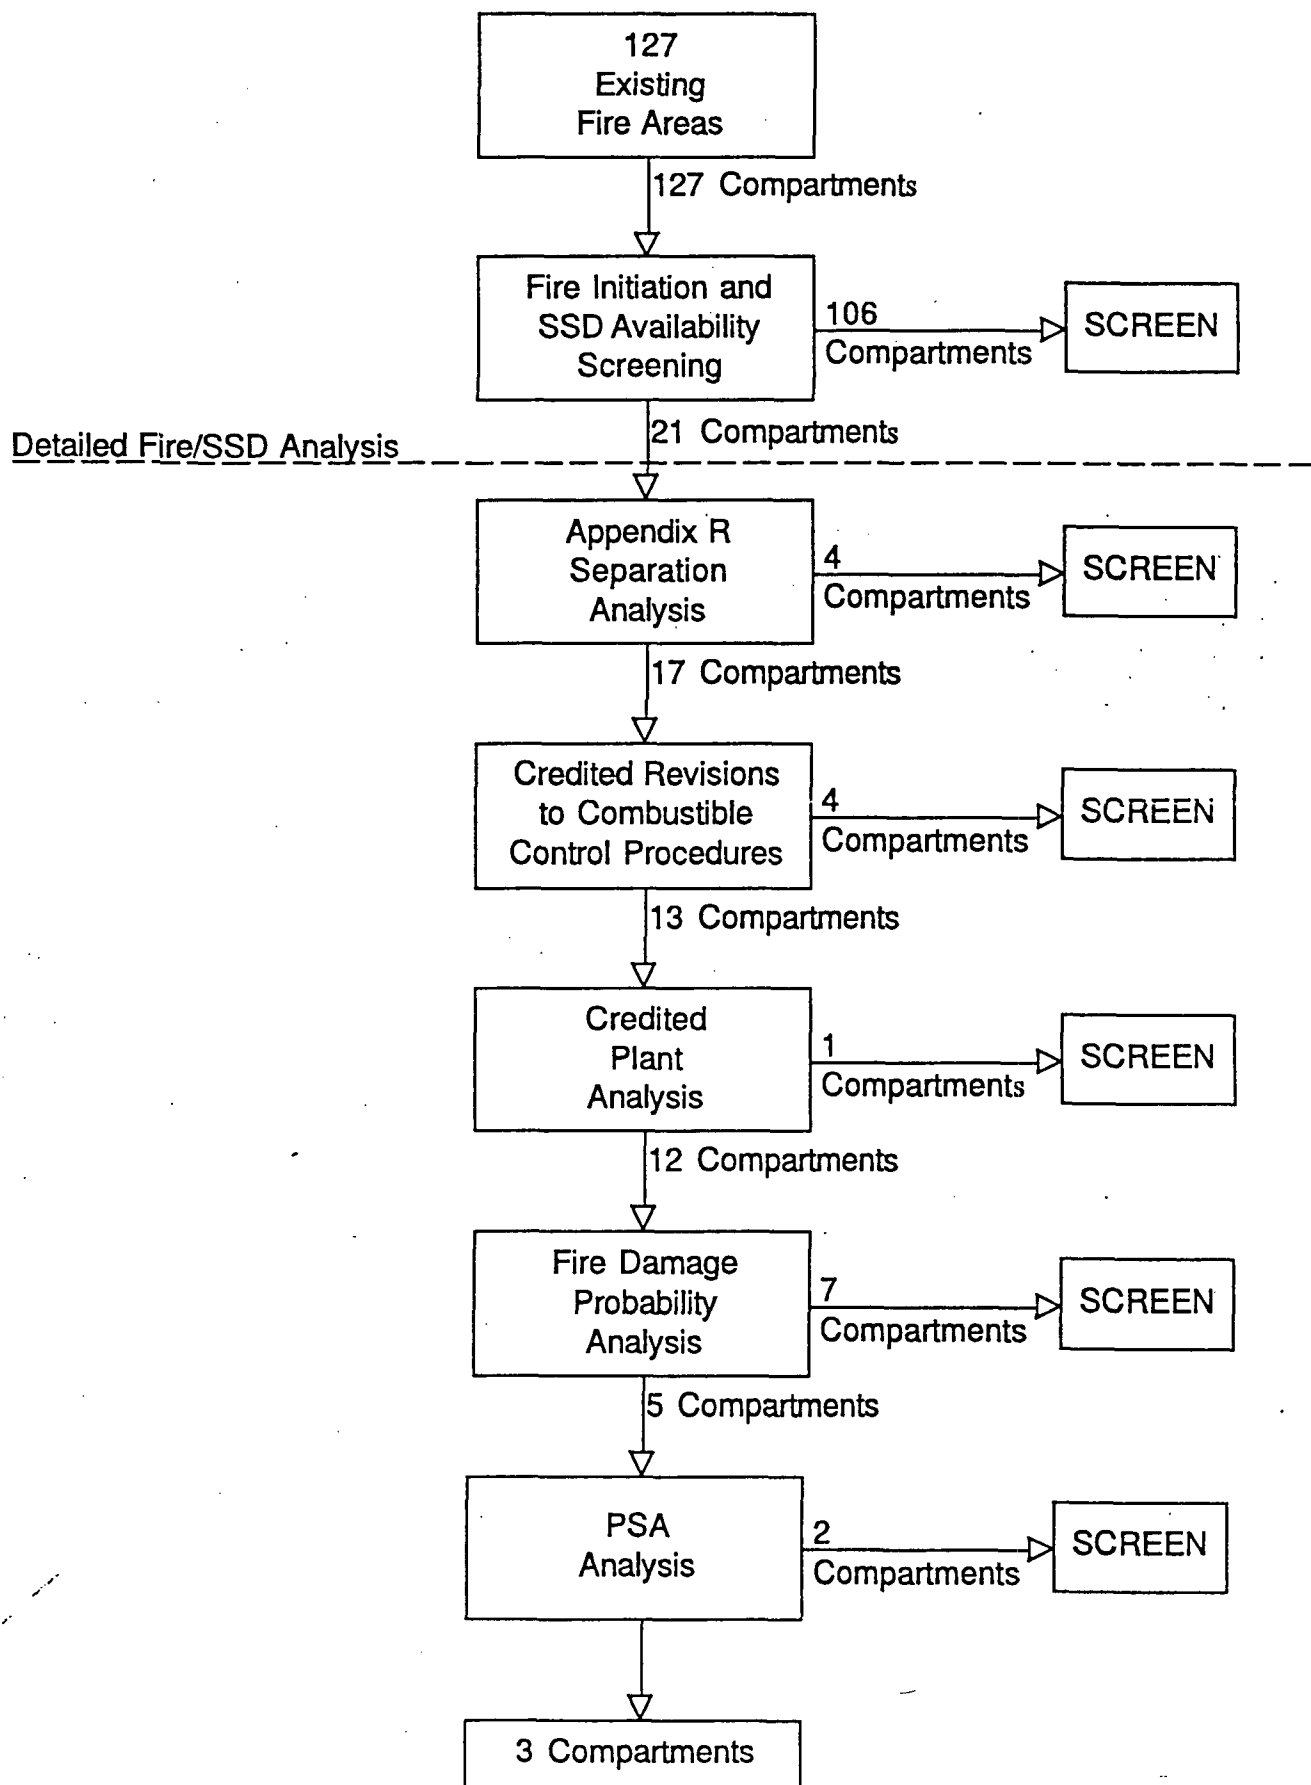 127
Existing
Fire Areas
127 Compartments
Fire Initiation and
SSD Availability
Screening
106
Compartments
SCREEN
21 Compartments
Detailed Fire/SSD Analysis
Appendix R
Separation
Analysis
4
Compartments
SCREEN
17 Compartments
Credited Revisions
to Combustible
Control Procedures
4
Compartments
SCREEN
13 Compartments
Credited
Plant
Analysis
1
Compartments
SCREEN
12 Compartments
Fire Damage
Probability
Analysis
7
Compartments
SCREEN
5 Compartments
PSA
Analysis
2
Compartments
SCREEN
3 Compartments